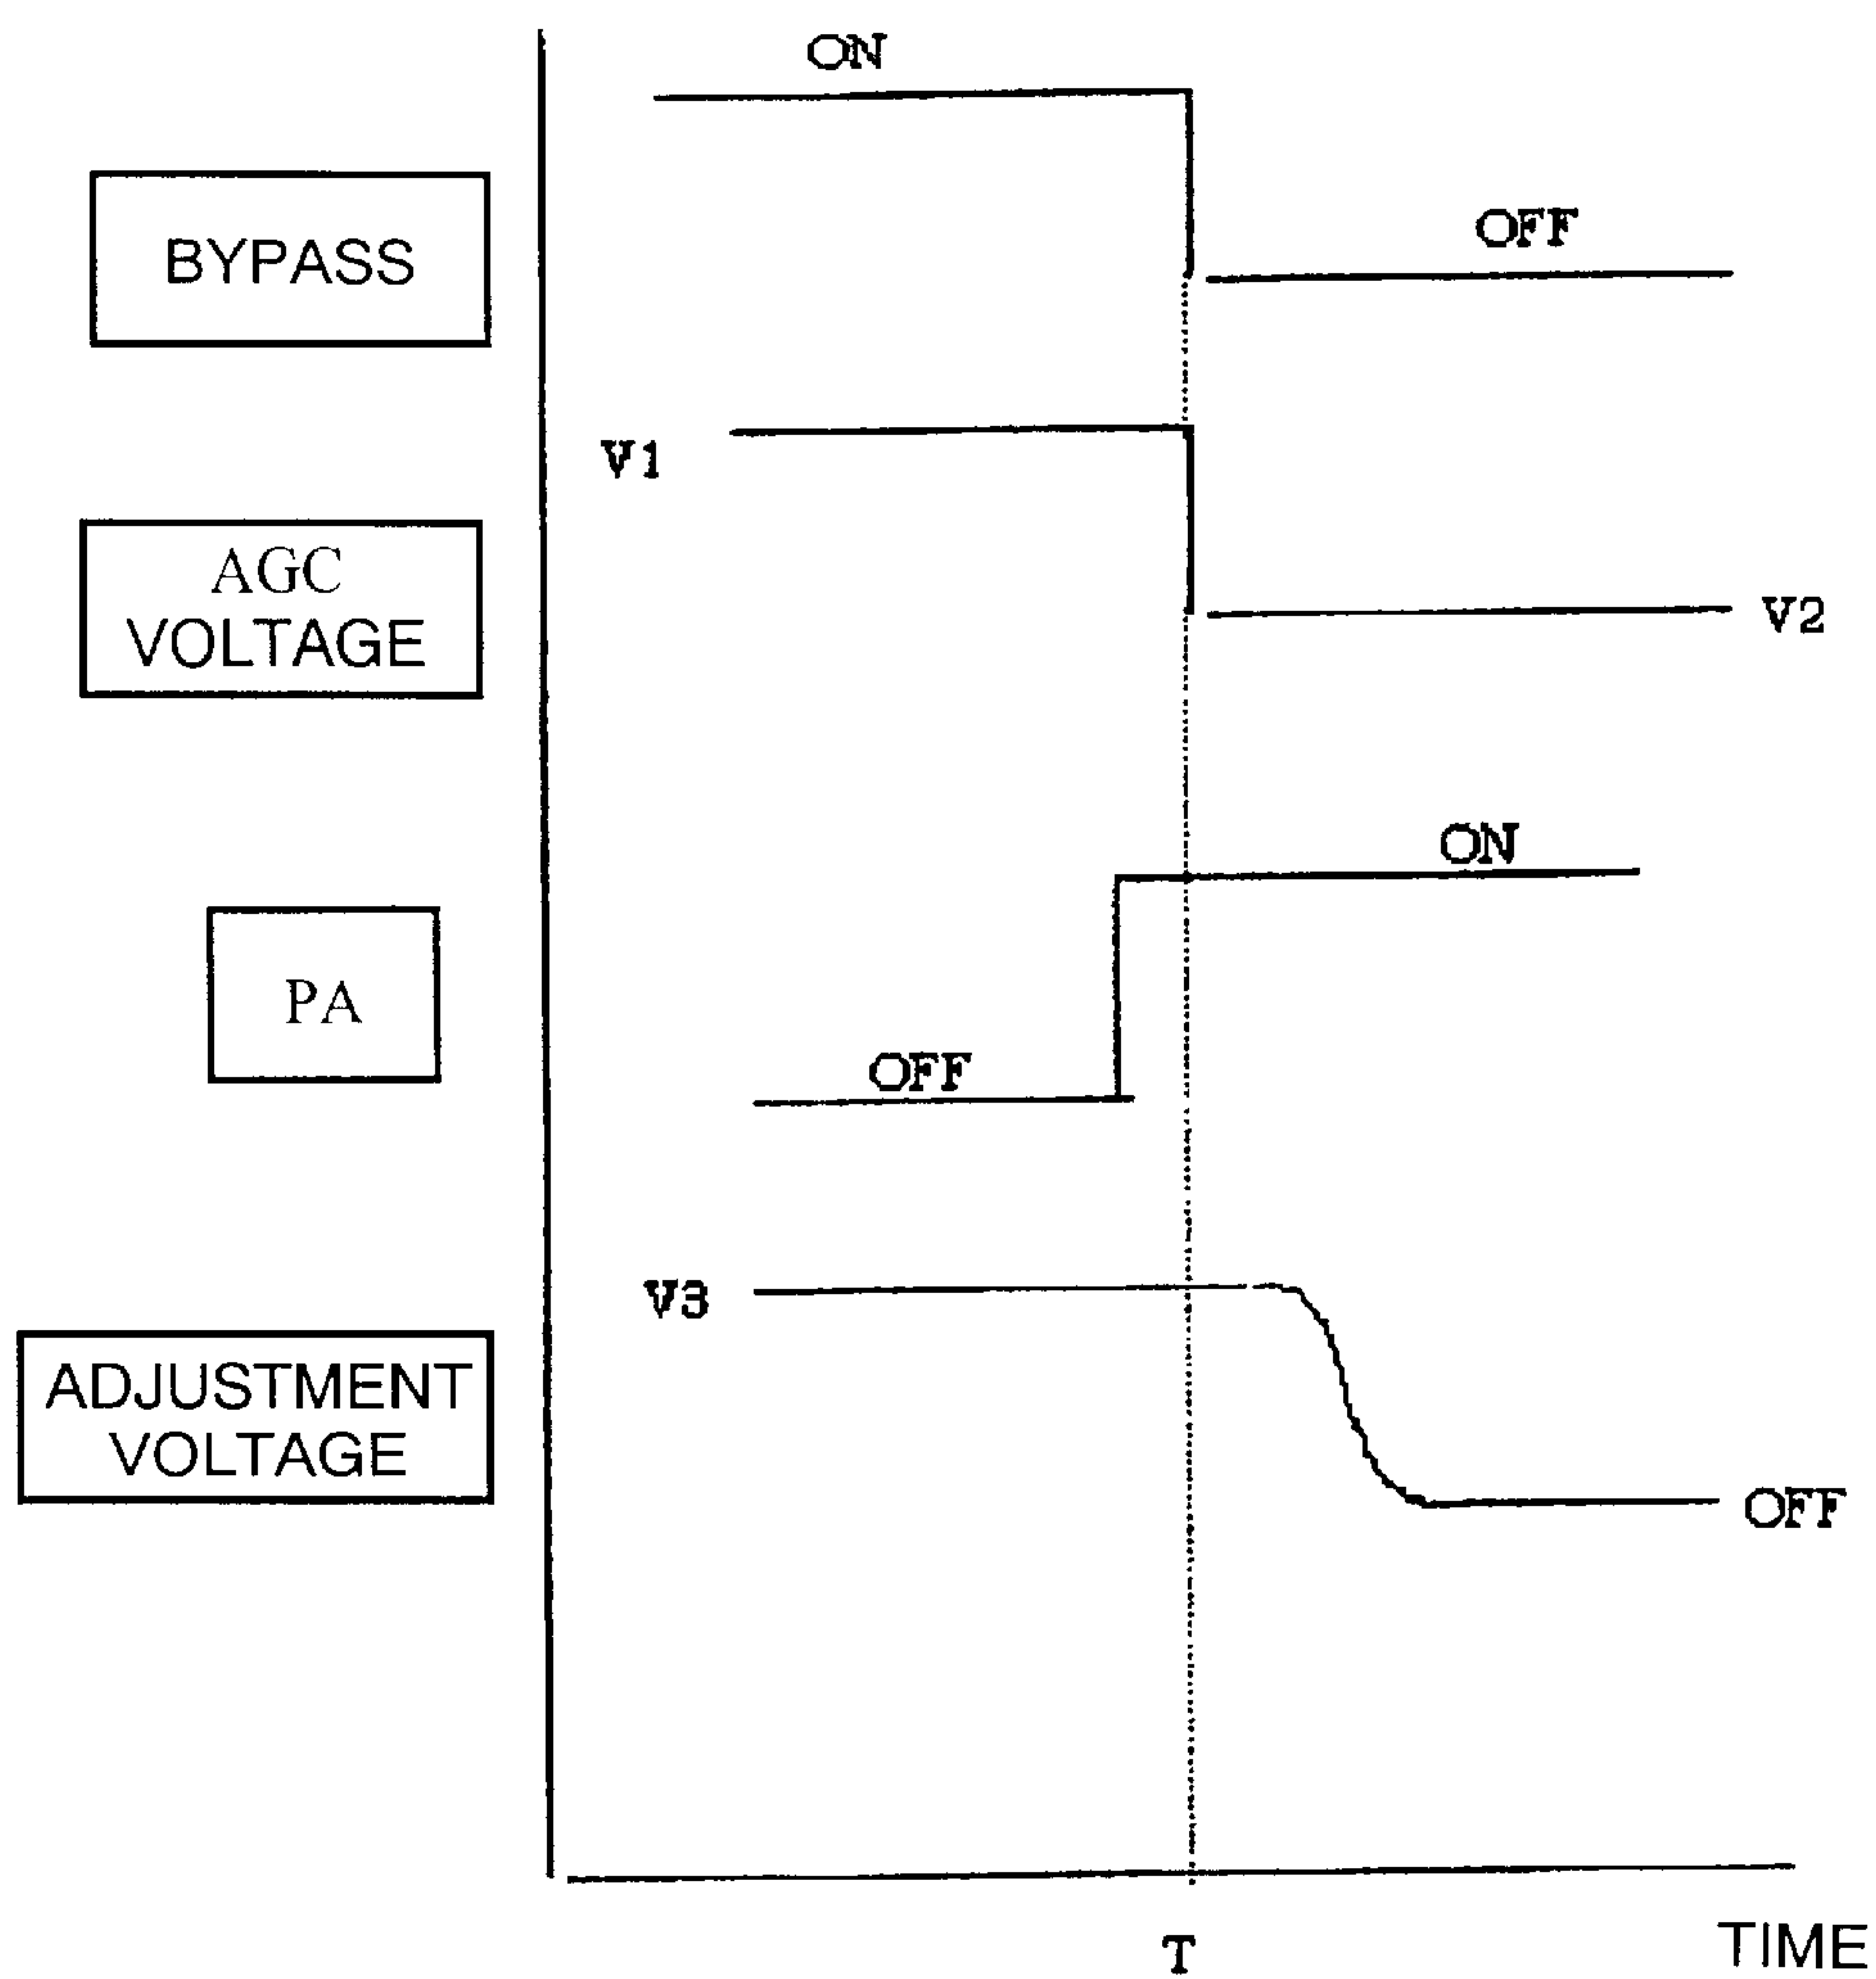 ON
BYPASS
OFF
V1
AGC
VOLTAGE
V2
ON
PA
OFF
V3
ADJUSTMENT
VOLTAGE
OFF
T
TIME